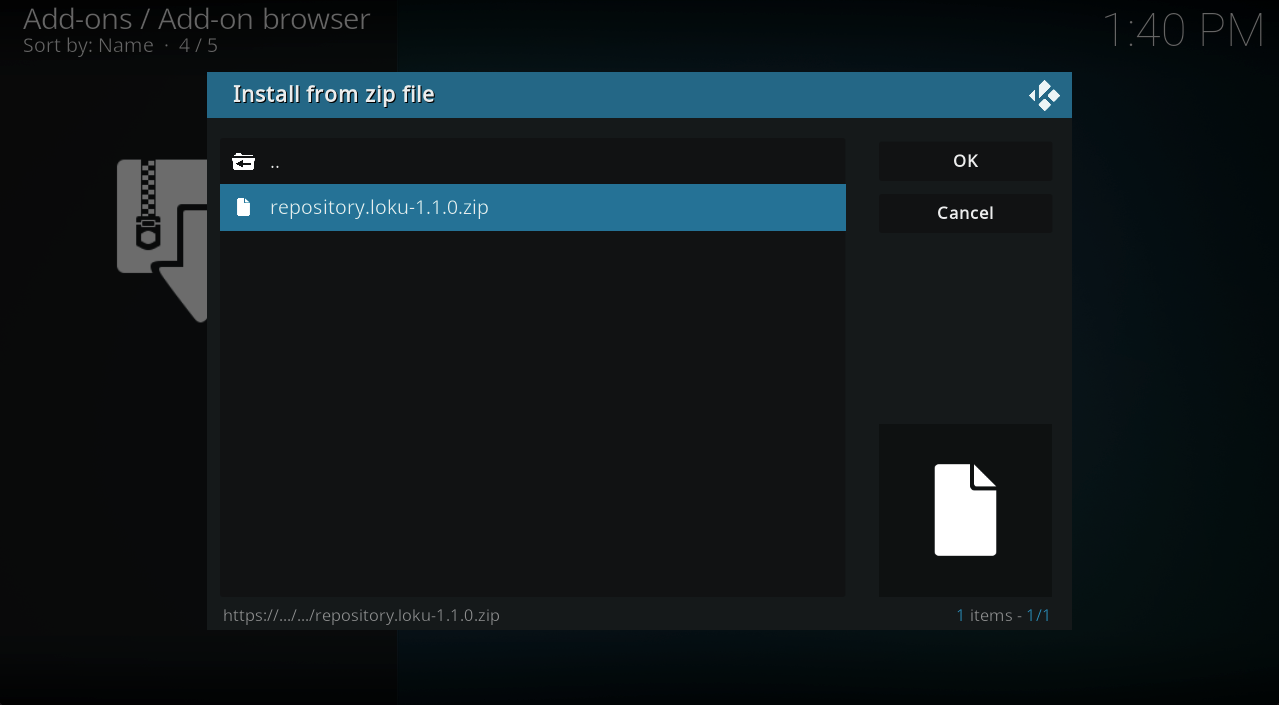 Add-ons / Add-on browser
Sort by: Name · 4 / 5
1:40 PM
Install from zip file
..
repository.loku-1.1.0.zip
OK
Cancel
https://.../.../repository.loku-1.1.0.zip
1 items - 1/1